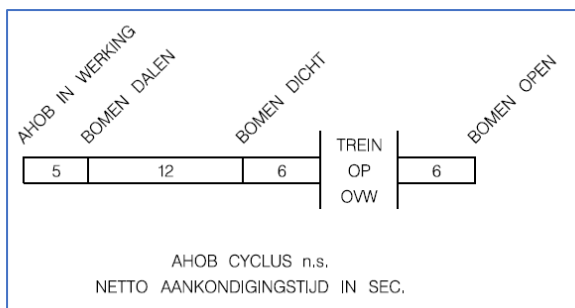 AHOB IN WERKING
BOMEN DALEN
BOMEN DICHT
BOMEN OPEN
5
12
6
TREIN
OP
OVW
6
AHOB CYCLUS n.s.
NETTO AANKONDIGINGSTIJD IN SEC.